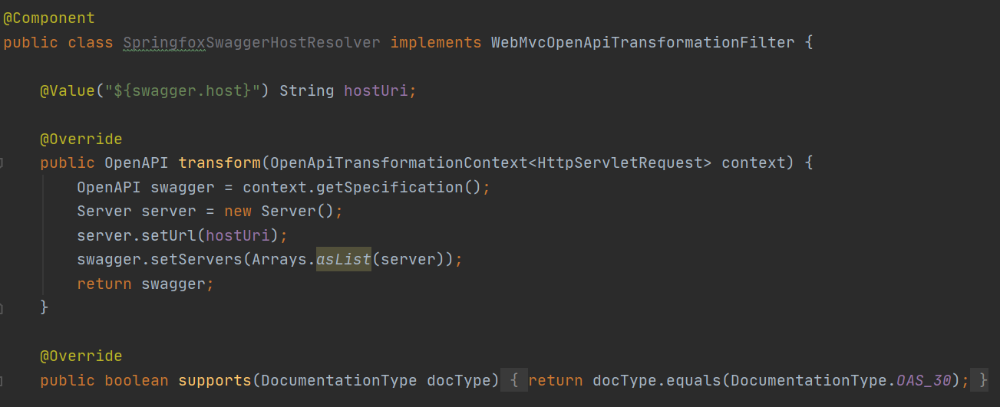 @Component
public class SpringfoxSwaggerHostResolver implements WebMvcOpenApiTransformationFilter {
@Value("${swagger.host}") String hostUri;
@Override
public OpenAPI transform(OpenApiTransformationContext<HttpServletRequest> context) {
OpenAPI swagger = context.getSpecification();
Server server = new Server();
server.setUrl(hostUri);
swagger.setServers(Arrays.asList(server));
return swagger;
}
@Override
public boolean supports(DocumentationType docType) { return docType.equals(DocumentationType.OAS_30); }